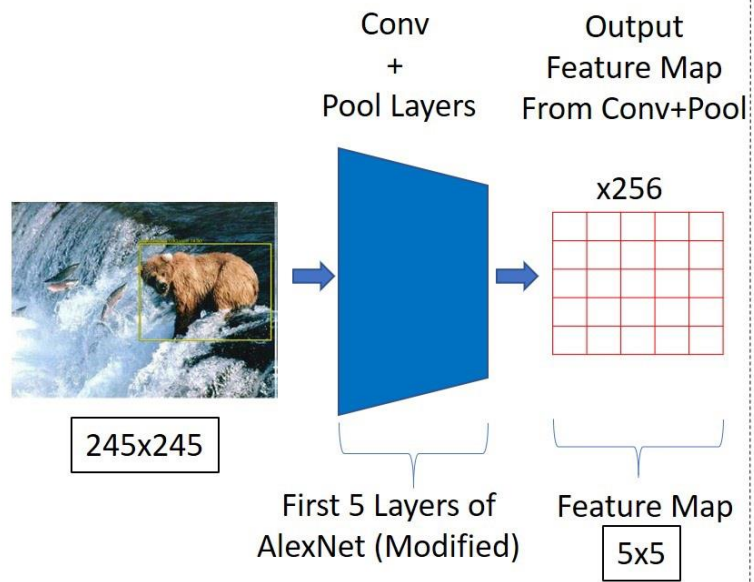 Conv
+
Pool Layers
Output
Feature Map
From Conv+Pool
x256
245x245
First 5 Layers of
AlexNet (Modified)
Feature Map
5x5